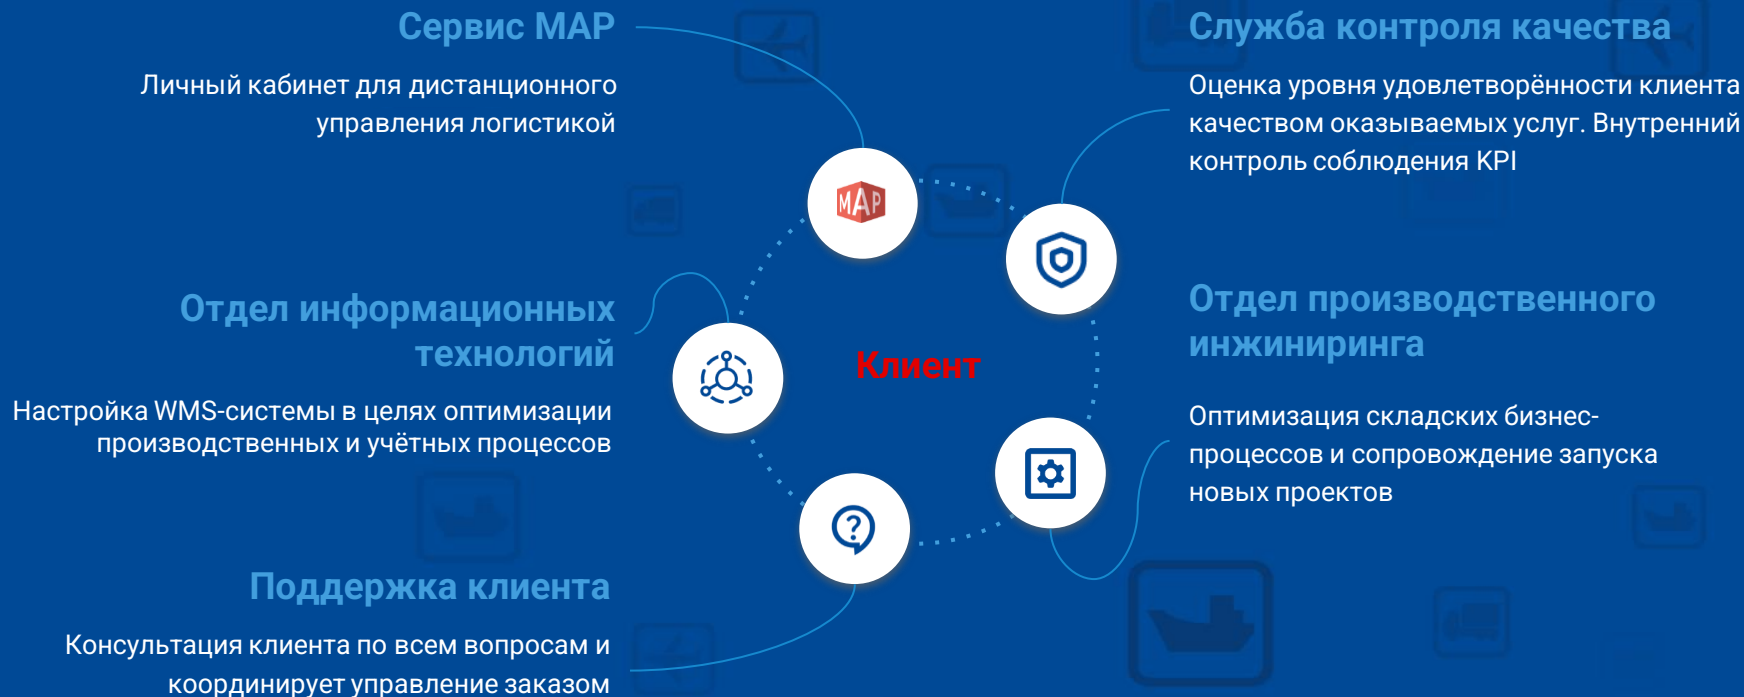 Сервис MAP
Личный кабинет для дистанционного
управления логистикой
Служба контроля качества
Оценка уровня удовлетворённости клиента
качеством оказываемых услуг. Внутренний
контроль соблюдения KPI
MAP
Отдел информационных
технологий
Настройка WMS-системы в целях оптимизации
производственных и учётных процессов
Клиент
Отдел производственного
инжиниринга
Оптимизация складских бизнес-
процессов и сопровождение запуска
новых проектов
Поддержка клиента
Консультация клиента по всем вопросам и
координирует управление заказом